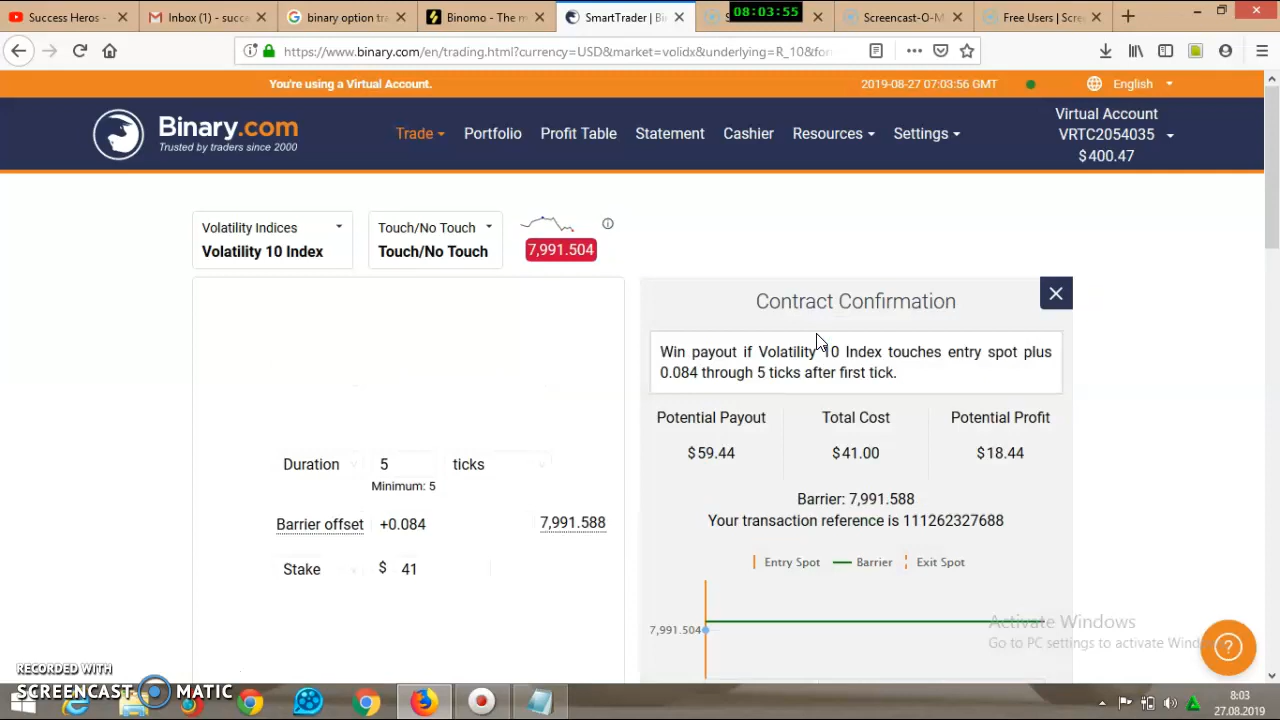 Success Heros -
Inbox (1) - succe
binary option tra
Binomo - The m
SmartTrader | Bin
S
08:03:55
Screencast-O-M
Free Users | Scre
https://www.binary.com/en/trading.html?currency=USD&market=volidx&underlying=R_10&for
You're using a Virtual Account.
2019-08-27 07:03:56 GMT
English
Binary.com
Trusted by traders since 2000
Trade
Portfolio
Profit Table
Statement
Cashier
Resources
Settings
Virtual Account
VRTC2054035
$400.47
Volatility Indices
Volatility 10 Index
Touch/No Touch
Touch/No Touch
7,991.504
Contract Confirmation
Win payout if Volatility 10 Index touches entry spot plus
0.084 through 5 ticks after first tick.
Potential Payout
Total Cost
Potential Profit
$59.44
$41.00
$18.44
Barrier: 7,991.588
Your transaction reference is 111262327688
Duration
5
ticks
Minimum: 5
Barrier offset
+0.084
7,991.588
Stake
$ 41
Entry Spot
Barrier
Exit Spot
7,991.504
Activate Windows
Go to PC settings to activate Wind
RECORDED WITH
SCREENCAST MATIC
8:03
27.08.2019